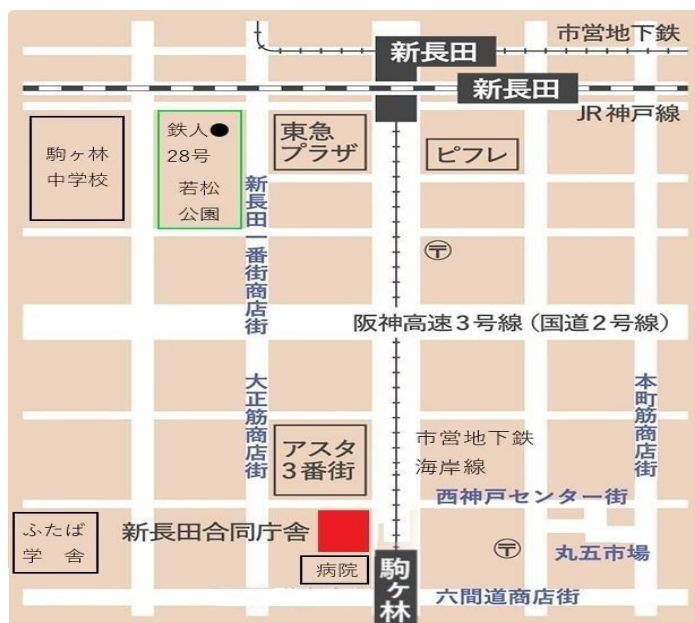 市営地下鉄
新長田
新長田
JR神戸線
駒ヶ林
中学校
鉄人
28号
若松
公園
東急
プラザ
ピフレ
新長田一番街商店街
〒
阪神高速3号線(国道2号線)
大正筋商店街
本町筋商店街
アスタ
3番街
市営地下鉄
海岸線
西神戸センター街
ふたば
学 舎
新長田合同庁舎
〒
丸五市場
病院
駒ヶ林
六間道商店街